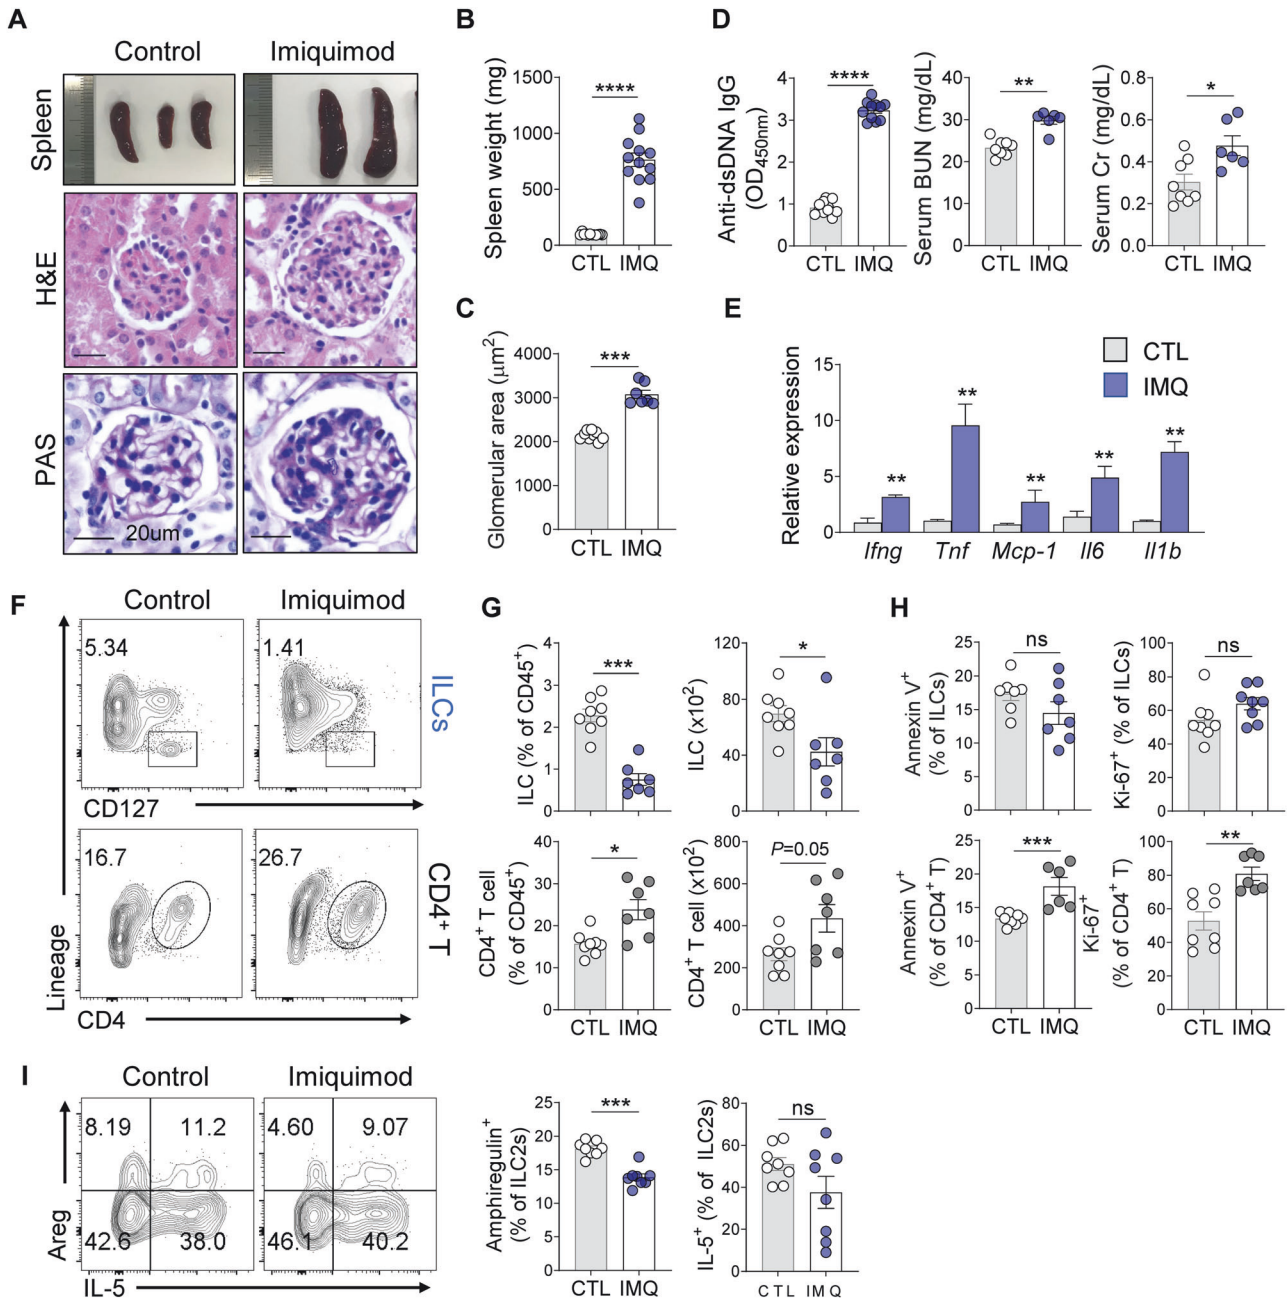 A
Control
Imiquimod
Spleen
H&E
PAS
20um
B
Spleen weight (mg)
1500
1000
500
0
****
CTL IMQ
C
Glomerular area (μm²)
4000
3000
2000
1000
0
***
CTL IMQ
D
Anti-dsDNA IgG
(OD450nm)
4
3
2
1
0
****
CTL IMQ
Serum BUN (mg/dL)
40
30
20
10
0
**
CTL IMQ
Serum Cr (mg/dL)
0.8
0.6
0.4
0.2
0.0
*
CTL IMQ
E
Relative expression
15
10
5
0
CTL
IMQ
**
**
**
**
**
Ifng Tnf Mcp-1 Il6 Il1b
F
Control
Imiquimod
5.34
1.41
ILCs
CD127
16.7
26.7
CD4⁺ T
Lineage
CD4
G
ILC (% of CD45⁺)
4
3
2
1
0
***
ILC (x10²)
120
80
40
0
*
CD4⁺ T cell
(% of CD45⁺)
40
30
20
10
0
*
CTL IMQ
CD4⁺ T cell (x10²)
800
600
400
200
0
P=0.05
CTL IMQ
H
Annexin V⁺
(% of ILCs)
25
20
15
10
5
0
ns
Ki-67⁺ (% of ILCs)
100
80
60
40
20
0
ns
Annexin V⁺
(% of CD4⁺ T)
25
20
15
10
5
0
***
CTL IMQ
Ki-67⁺
(% of CD4⁺ T)
100
80
60
40
20
0
**
CTL IMQ
I
Control
Imiquimod
8.19
11.2
4.60
9.07
42.6
38.0
46.1
40.2
Areg
IL-5
Amphiregulin⁺
(% of ILC2s)
25
20
15
10
5
0
***
CTL IMQ
IL-5⁺ (% of ILC2s)
80
60
40
20
0
ns
CTL IMQ